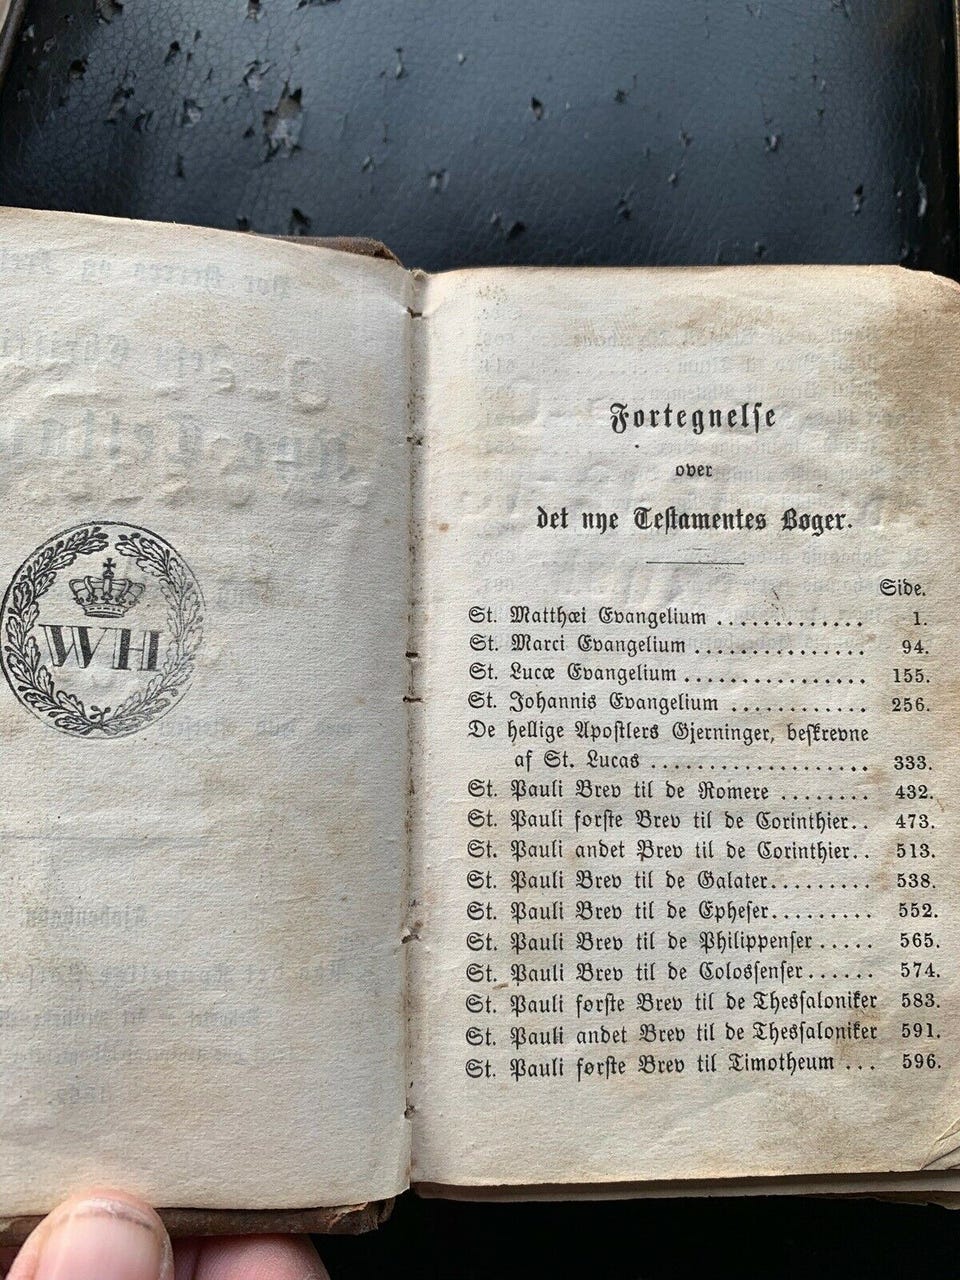 WH
Fortegnelse
over
det nye Testamentes Bøger.
Side.
St. Matthæi Evangelium ............. 1.
St. Marci Evangelium ............... 94.
St. Lucæ Evangelium ................ 155.
St. Johannis Evangelium ............. 256.
De hellige Apostlers Gjerninger, beskrevne
af St. Lucas ................... 333.
St. Pauli Brev til de Romere ........ 432.
St. Pauli første Brev til de Corinthier.. 473.
St. Pauli andet Brev til de Corinthier.. 513.
St. Pauli Brev til de Galater......... 538.
St. Pauli Brev til de Epheser......... 552.
St. Pauli Brev til de Philippenser ..... 565.
St. Pauli Brev til de Colossenser...... 574.
St. Pauli første Brev til de Thessaloniker 583.
St. Pauli andet Brev til de Thessaloniker 591.
St. Pauli første Brev til Timotheum ... 596.